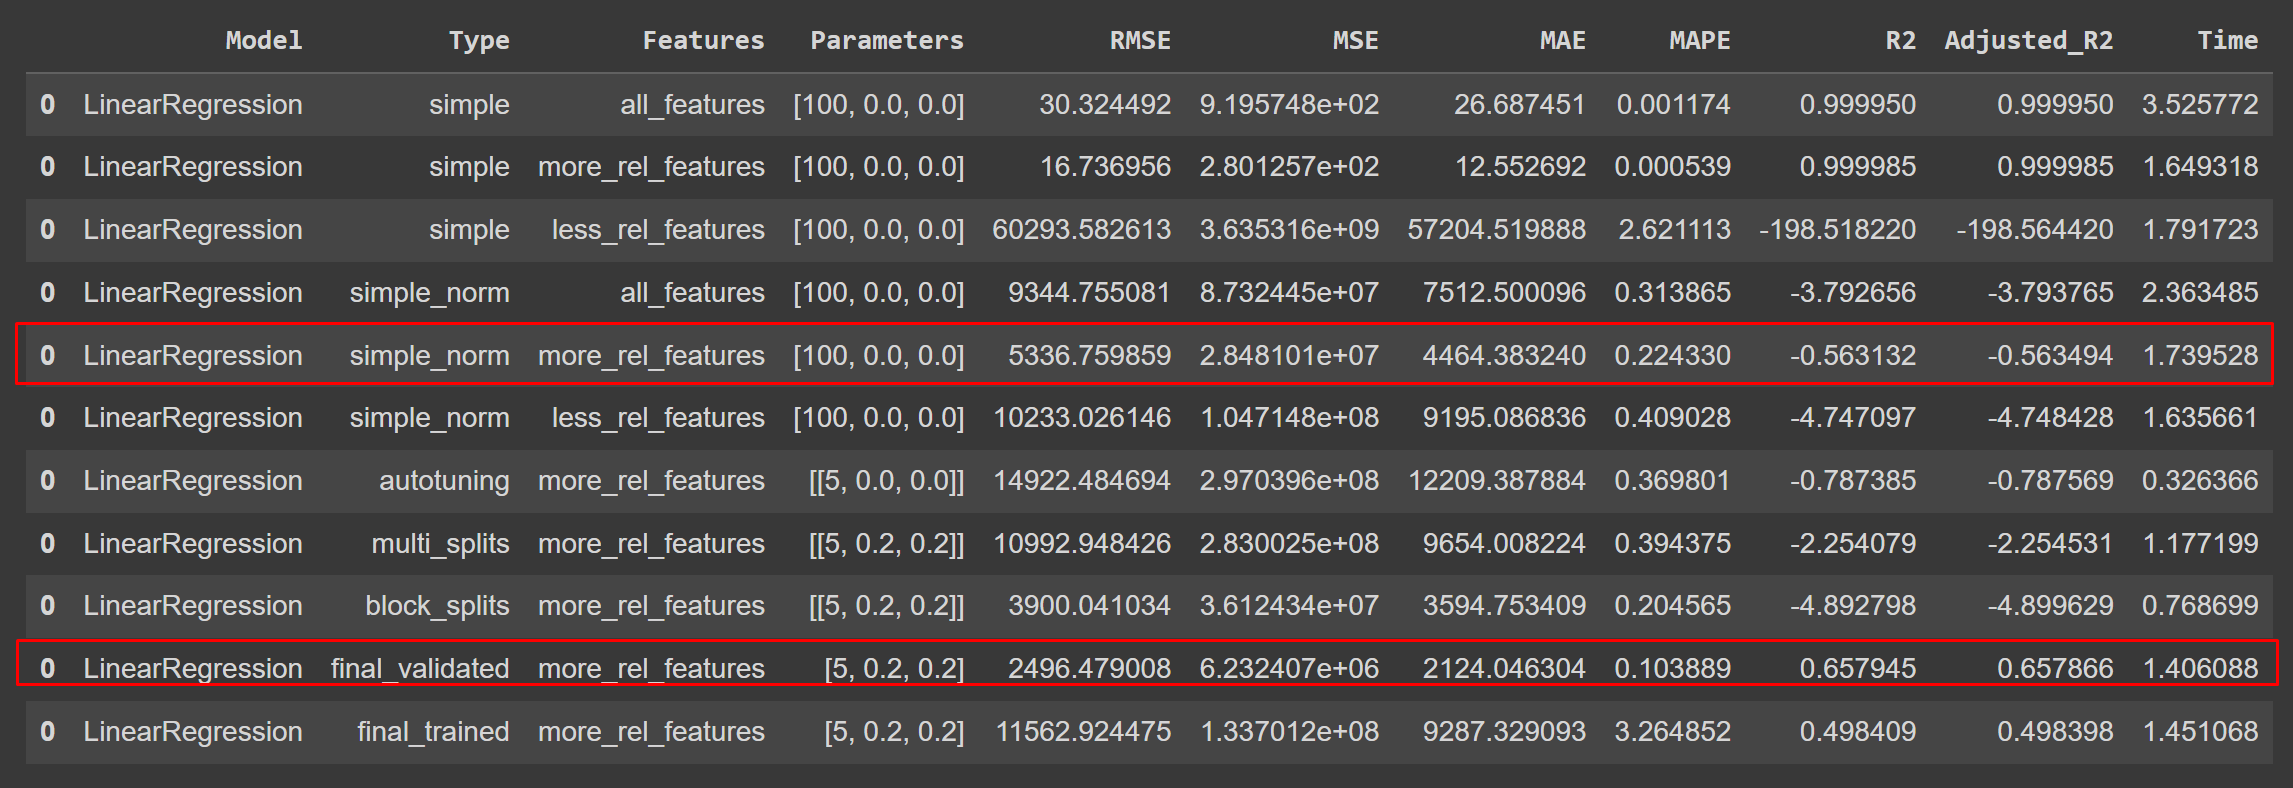 Model Type Features Parameters RMSE MSE MAE MAPE R2 Adjusted_R2 Time
0 LinearRegression simple all_features [100, 0.0, 0.0] 30.324492 9.195748e+02 26.687451 0.001174 0.999950 0.999950 3.525772
0 LinearRegression simple more_rel_features [100, 0.0, 0.0] 16.736956 2.801257e+02 12.552692 0.000539 0.999985 0.999985 1.649318
0 LinearRegression simple less_rel_features [100, 0.0, 0.0] 60293.582613 3.635316e+09 57204.519888 2.621113 -198.518220 -198.564420 1.791723
0 LinearRegression simple_norm all_features [100, 0.0, 0.0] 9344.755081 8.732445e+07 7512.500096 0.313865 -3.792656 -3.793765 2.363485
0 LinearRegression simple_norm more_rel_features [100, 0.0, 0.0] 5336.759859 2.848101e+07 4464.383240 0.224330 -0.563132 -0.563494 1.739528
0 LinearRegression simple_norm less_rel_features [100, 0.0, 0.0] 10233.026146 1.047148e+08 9195.086836 0.409028 -4.747097 -4.748428 1.635661
0 LinearRegression autotuning more_rel_features [[5, 0.0, 0.0]] 14922.484694 2.970396e+08 12209.387884 0.369801 -0.787385 -0.787569 0.326366
0 LinearRegression multi_splits more_rel_features [[5, 0.2, 0.2]] 10992.948426 2.830025e+08 9654.008224 0.394375 -2.254079 -2.254531 1.177199
0 LinearRegression block_splits more_rel_features [[5, 0.2, 0.2]] 3900.041034 3.612434e+07 3594.753409 0.204565 -4.892798 -4.899629 0.768699
0 LinearRegression final_validated more_rel_features [5, 0.2, 0.2] 2496.479008 6.232407e+06 2124.046304 0.103889 0.657945 0.657866 1.406088
0 LinearRegression final_trained more_rel_features [5, 0.2, 0.2] 11562.924475 1.337012e+08 9287.329093 3.264852 0.498409 0.498398 1.451068